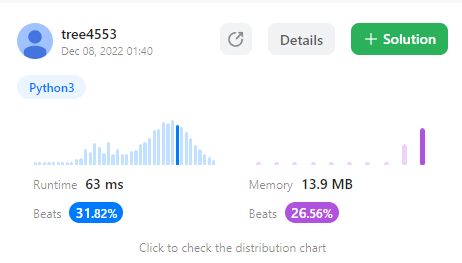 tree4553
Dec 08, 2022 01:40
Details
+ Solution
Python3
Runtime 63 ms
Memory 13.9 MB
Beats 31.82%
Beats 26.56%
Click to check the distribution chart